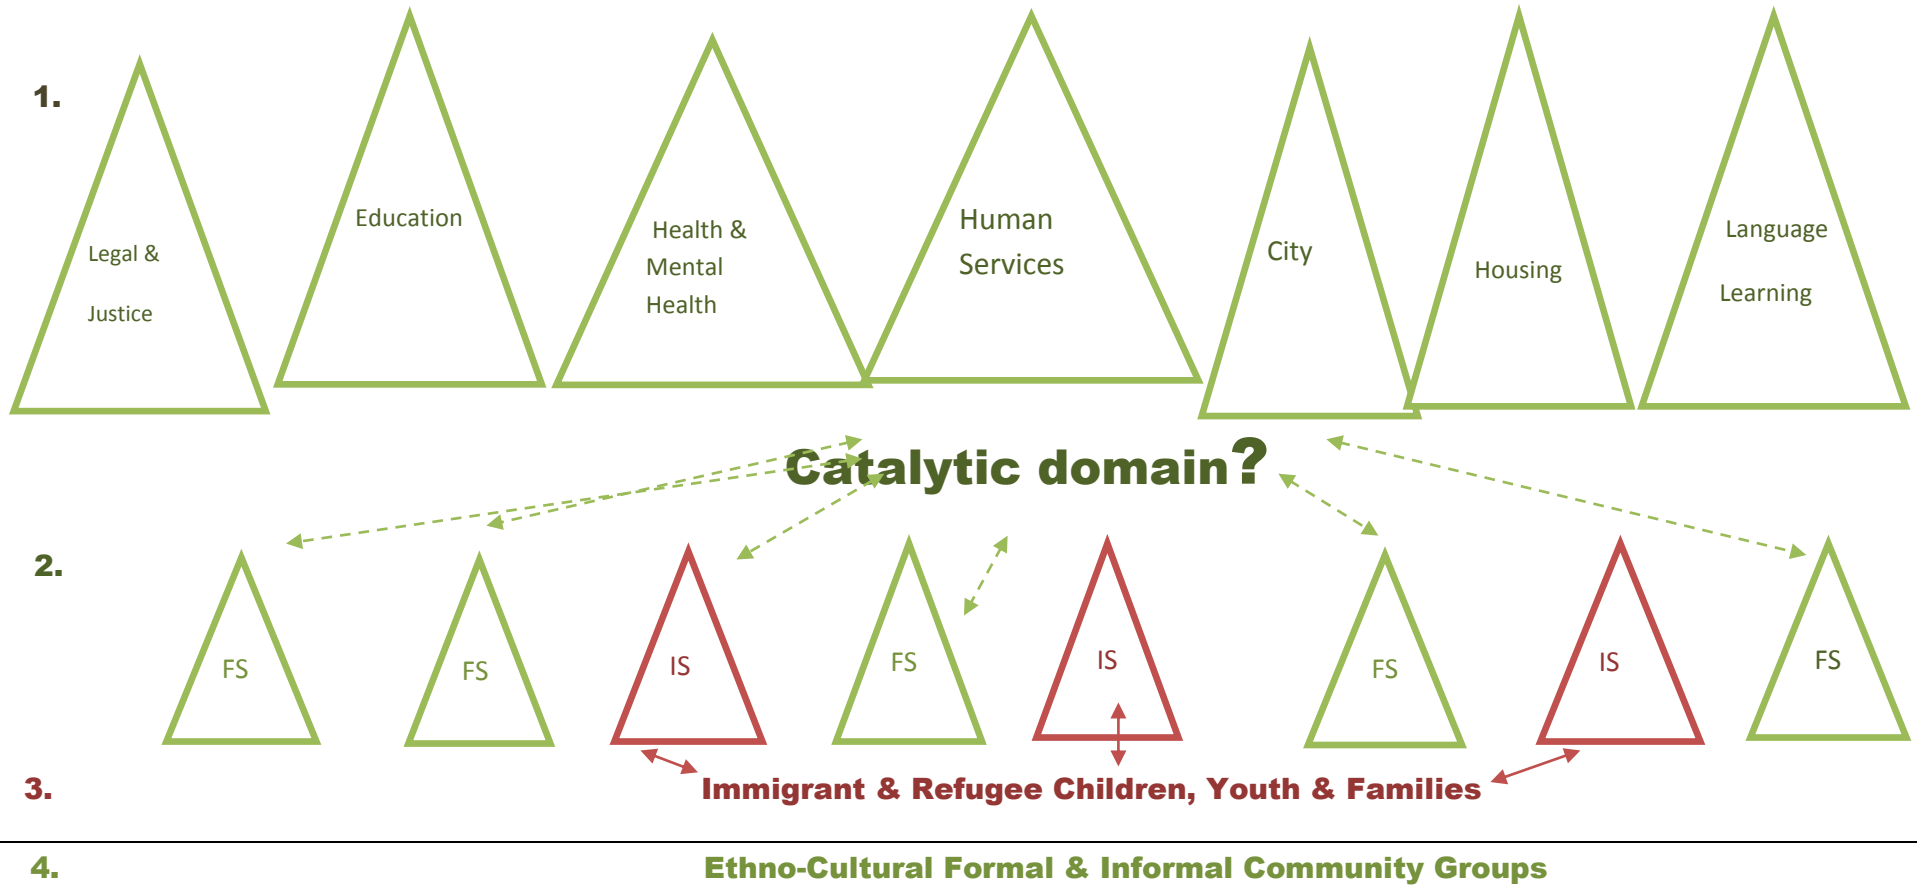 1.
Legal &
Justice
Education
Health &
Mental
Health
Human
Services
City
Housing
Language
Learning
Catalytic domain?
2.
FS
FS
IS
FS
IS
FS
IS
FS
3.
Immigrant & Refugee Children, Youth & Families
4.
Ethno-Cultural Formal & Informal Community Groups